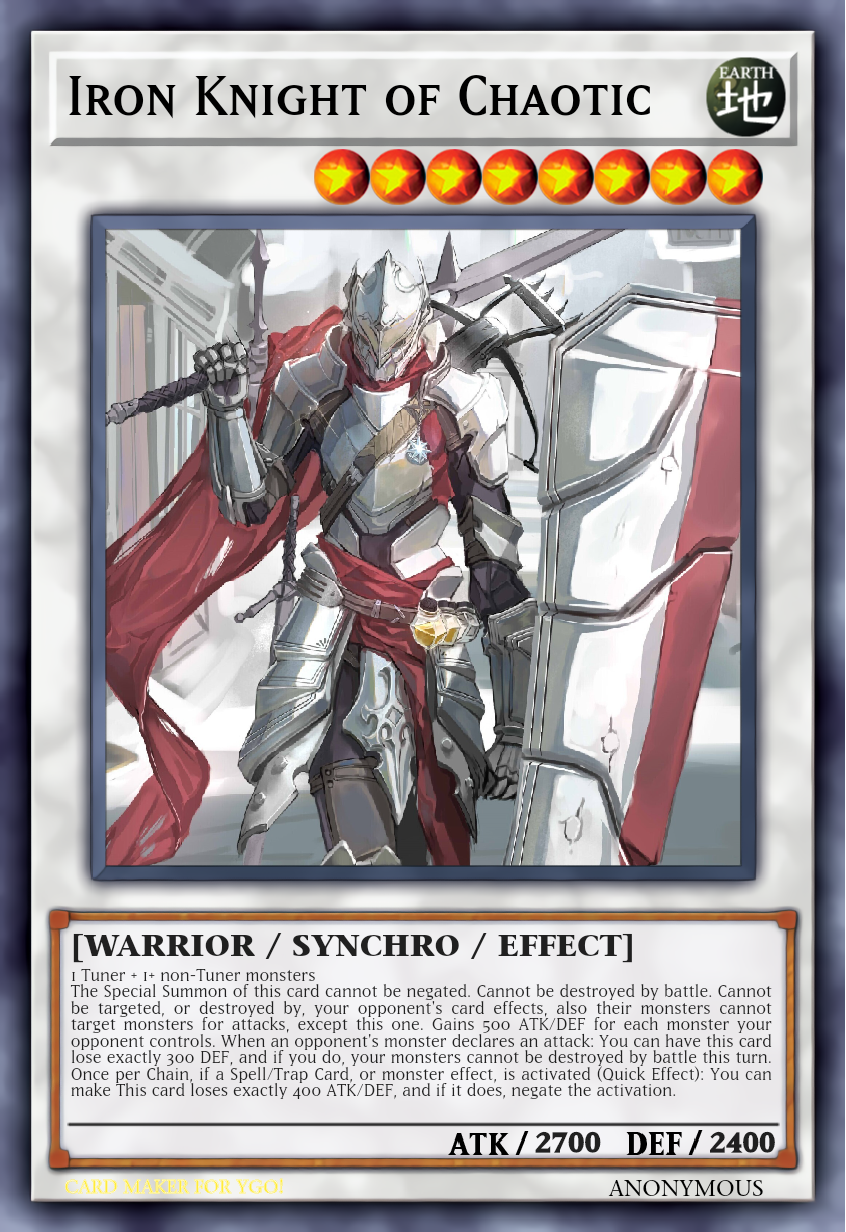 Iron Knight of Chaotic
EARTH
地
[WARRIOR / SYNCHRO / EFFECT]
1 Tuner + 1+ non-Tuner monsters
The Special Summon of this card cannot be negated. Cannot be destroyed by battle. Cannot
be targeted, or destroyed by, your opponent's card effects, also their monsters cannot
target monsters for attacks, except this one. Gains 500 ATK/DEF for each monster your
opponent controls. When an opponent's monster declares an attack: You can have this card
lose exactly 300 DEF, and if you do, your monsters cannot be destroyed by battle this turn.
Once per Chain, if a Spell/Trap Card, or monster effect, is activated (Quick Effect): You can
make This card loses exactly 400 ATK/DEF, and if it does, negate the activation.
ATK / 2700 DEF / 2400
CARD MAKER FOR YGO! ANONYMOUS